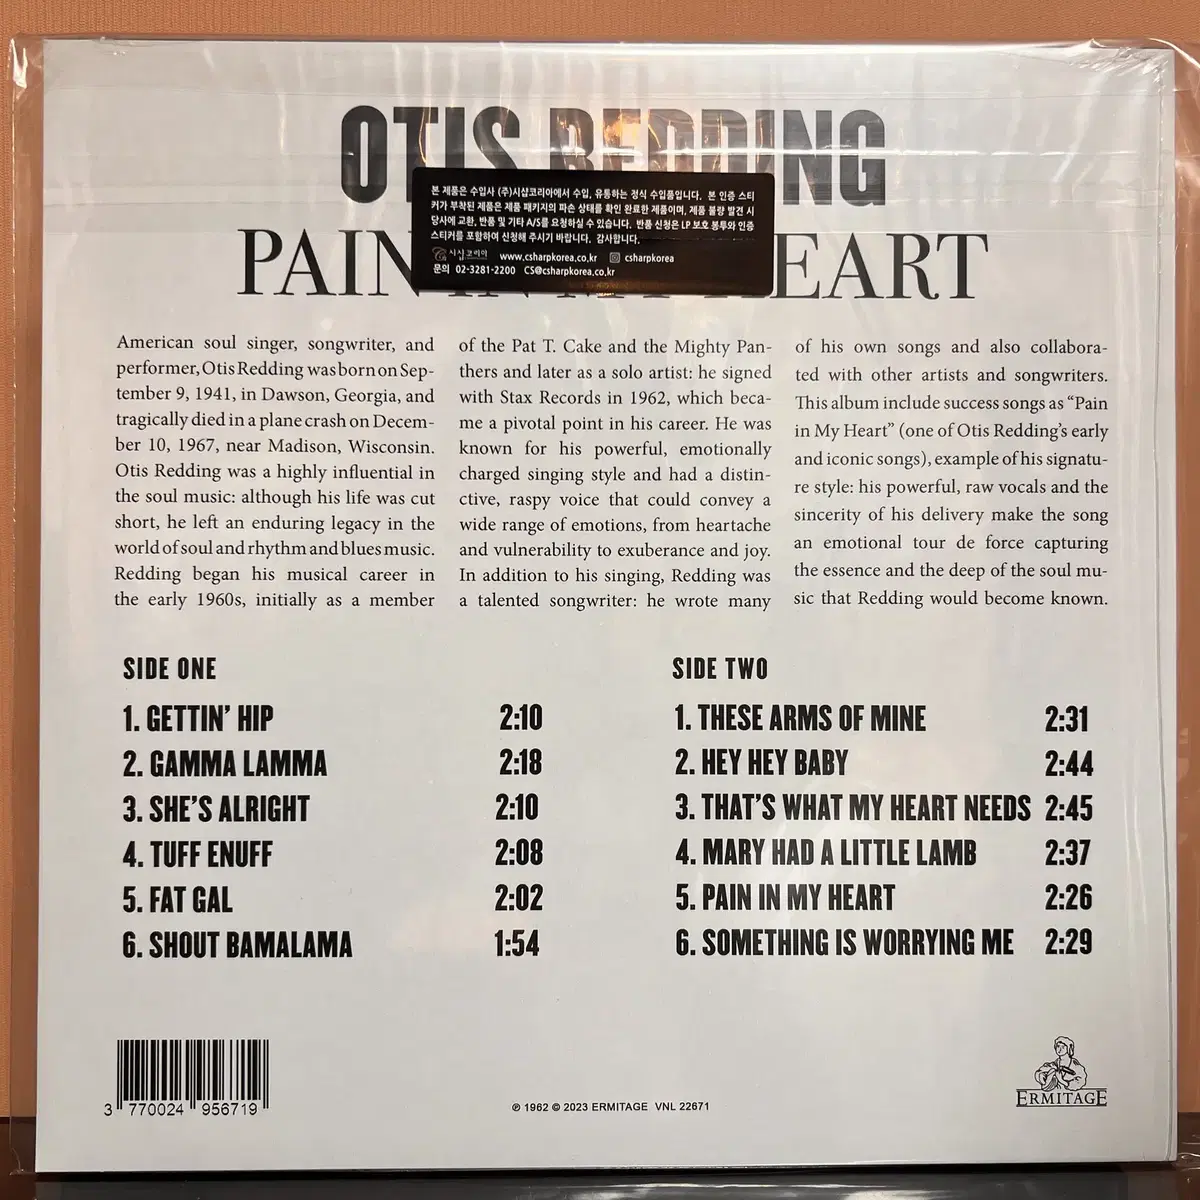 OTIS REDDING
본 제품은 수입사 (주)시샵코리아에서 수입, 유통하는 정식 수입품입니다. 본 인증 스티
커가 부착된 제품은 제품 패키지의 파손 상태를 확인 완료한 제품이며, 제품 불량 발견 시
당사에 교환, 반품 및 기타 A/S를 요청하실 수 있습니다. 반품 신청은 LP 보호 봉투와 인증
스티커를 포함하여 신청해 주시기 바랍니다. 감사합니다.
시샵코리아 www.csharpkorea.co.kr csharpkorea
문의 02-3281-2200 CS@csharpkorea.co.kr
PAIN IN MY HEART
American soul singer, songwriter, and
performer, Otis Redding was born on Sep-
tember 9, 1941, in Dawson, Georgia, and
tragically died in a plane crash on Decem-
ber 10, 1967, near Madison, Wisconsin.
Otis Redding was a highly influential in
the soul music: although his life was cut
short, he left an enduring legacy in the
world of soul and rhythm and blues music.
Redding began his musical career in
the early 1960s, initially as a member
of the Pat T. Cake and the Mighty Pan-
thers and later as a solo artist: he signed
with Stax Records in 1962, which beca-
me a pivotal point in his career. He was
known for his powerful, emotionally
charged singing style and had a distin-
ctive, raspy voice that could convey a
wide range of emotions, from heartache
and vulnerability to exuberance and joy.
In addition to his singing, Redding was
a talented songwriter: he wrote many
of his own songs and also collabora-
ted with other artists and songwriters.
This album include success songs as “Pain
in My Heart” (one of Otis Redding’s early
and iconic songs), example of his signatu-
re style: his powerful, raw vocals and the
sincerity of his delivery make the song
an emotional tour de force capturing
the essence and the deep of the soul mu-
sic that Redding would become known.
SIDE ONE
1. GETTIN’ HIP 2:10
2. GAMMA LAMMA 2:18
3. SHE’S ALRIGHT 2:10
4. TUFF ENUFF 2:08
5. FAT GAL 2:02
6. SHOUT BAMALAMA 1:54
SIDE TWO
1. THESE ARMS OF MINE 2:31
2. HEY HEY BABY 2:44
3. THAT’S WHAT MY HEART NEEDS 2:45
4. MARY HAD A LITTLE LAMB 2:37
5. PAIN IN MY HEART 2:26
6. SOMETHING IS WORRYING ME 2:29
3 770024 956719
℗ 1962 © 2023 ERMITAGE VNL 22671
ERMITAGE